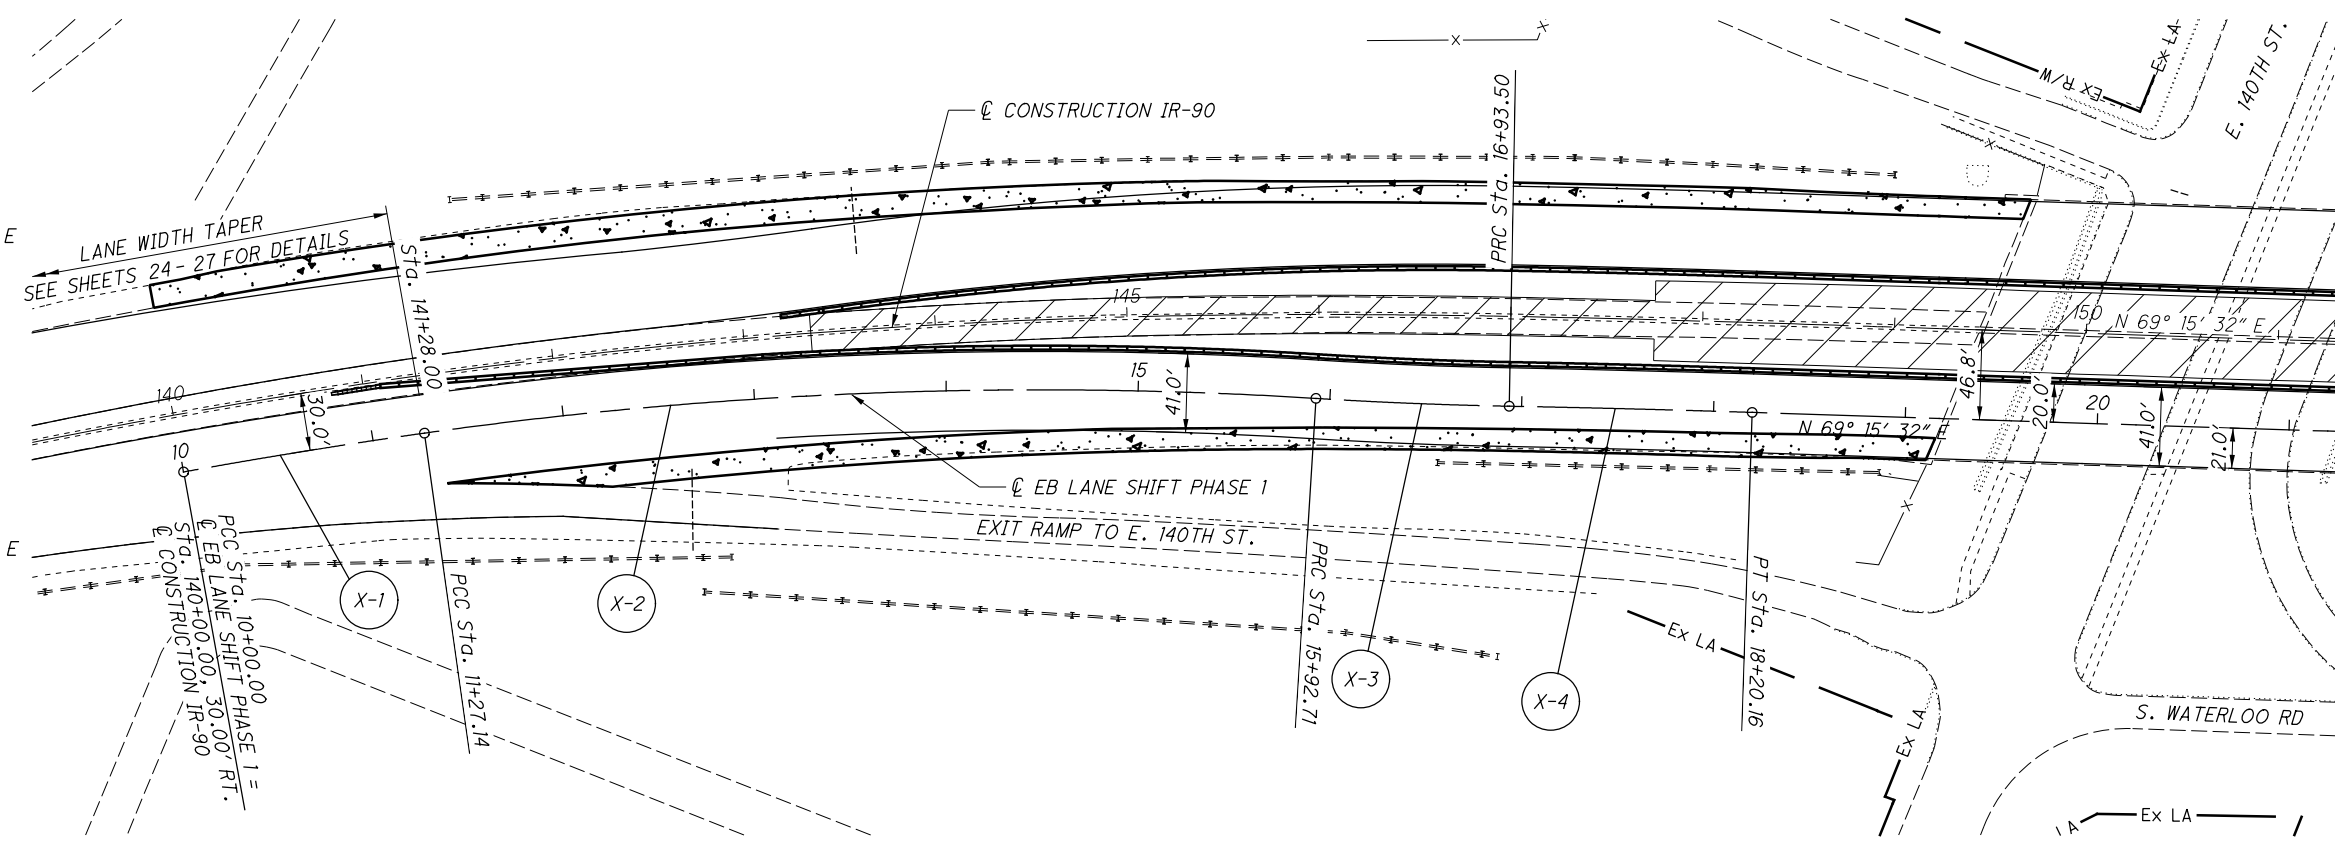 X
X
Ex R/W
Ex LA
E. 140TH ST.
℄ CONSTRUCTION IR-90
PRC Sta. 16+93.50
X
E
LANE WIDTH TAPER
SEE SHEETS 24-27 FOR DETAILS
Sta. 141+28.00
145
150
N 69° 15' 32" E
140
30.0'
15
41.0'
46.8'
20.0'
20
41.0'
21.0'
N 69° 15' 32" E
10
℄ EB LANE SHIFT PHASE 1
EXIT RAMP TO E. 140TH ST.
X
E
PCC Sta. 10+00.00
℄ EB LANE SHIFT PHASE 1 =
Sta. 140+00.00, 30.00' RT.
℄ CONSTRUCTION IR-90
X-1
X-2
PCC Sta. 11+27.14
PRC Sta. 15+92.71
X-3
X-4
PT Sta. 18+20.16
Ex LA
Ex LA
S. WATERLOO RD
LA
Ex LA